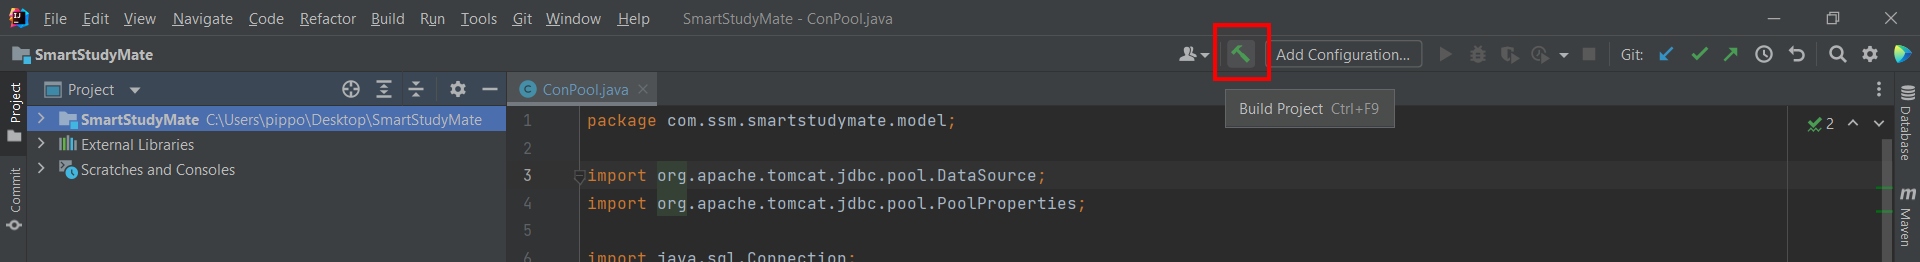 File Edit View Navigate Code Refactor Build Run Tools Git Window Help SmartStudyMate - ConPool.java
SmartStudyMate Add Configuration... Git:
Project Project ConPool.java
Build Project Ctrl+F9
SmartStudyMate C:\Users\pippo\Desktop\SmartStudyMate
External Libraries
Scratches and Consoles
Commit
1 package com.ssm.smartstudymate.model;
2
3 import org.apache.tomcat.jdbc.pool.DataSource;
4 import org.apache.tomcat.jdbc.pool.PoolProperties;
5
6 import java.sql.Connection;
2
Database
m Maven